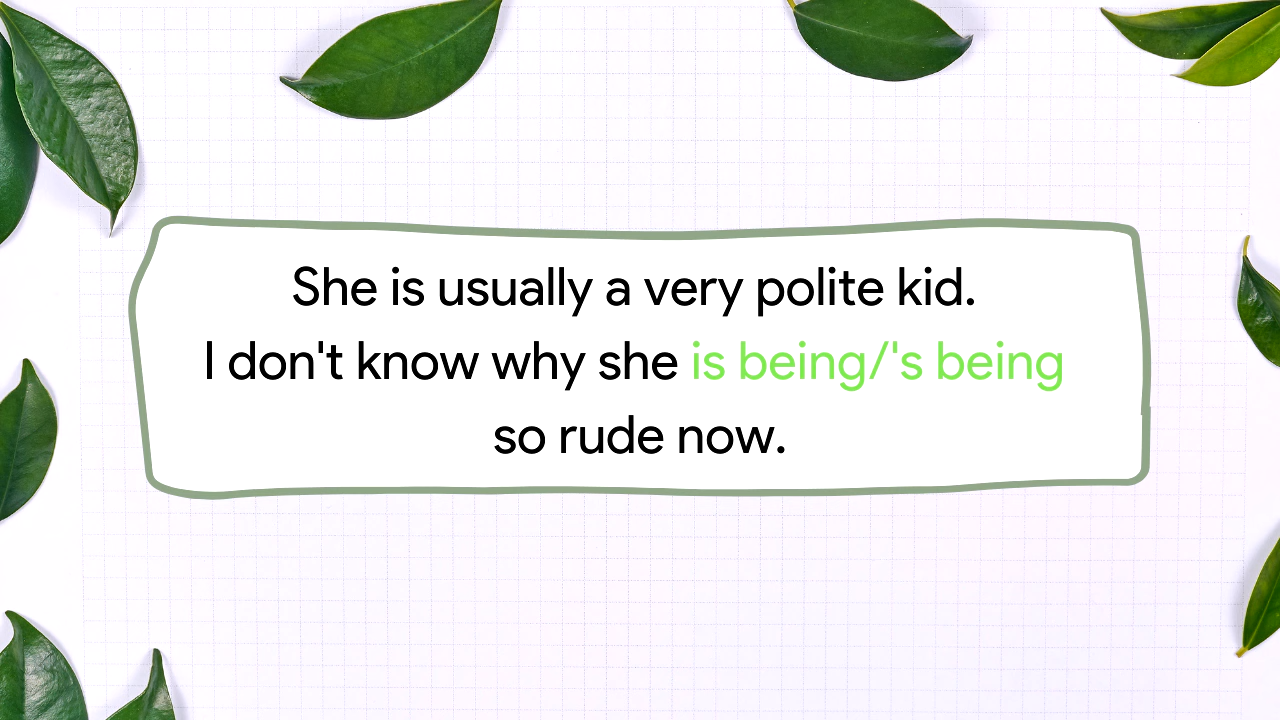 She is usually a very polite kid.
I don't know why she is being/'s being
so rude now.